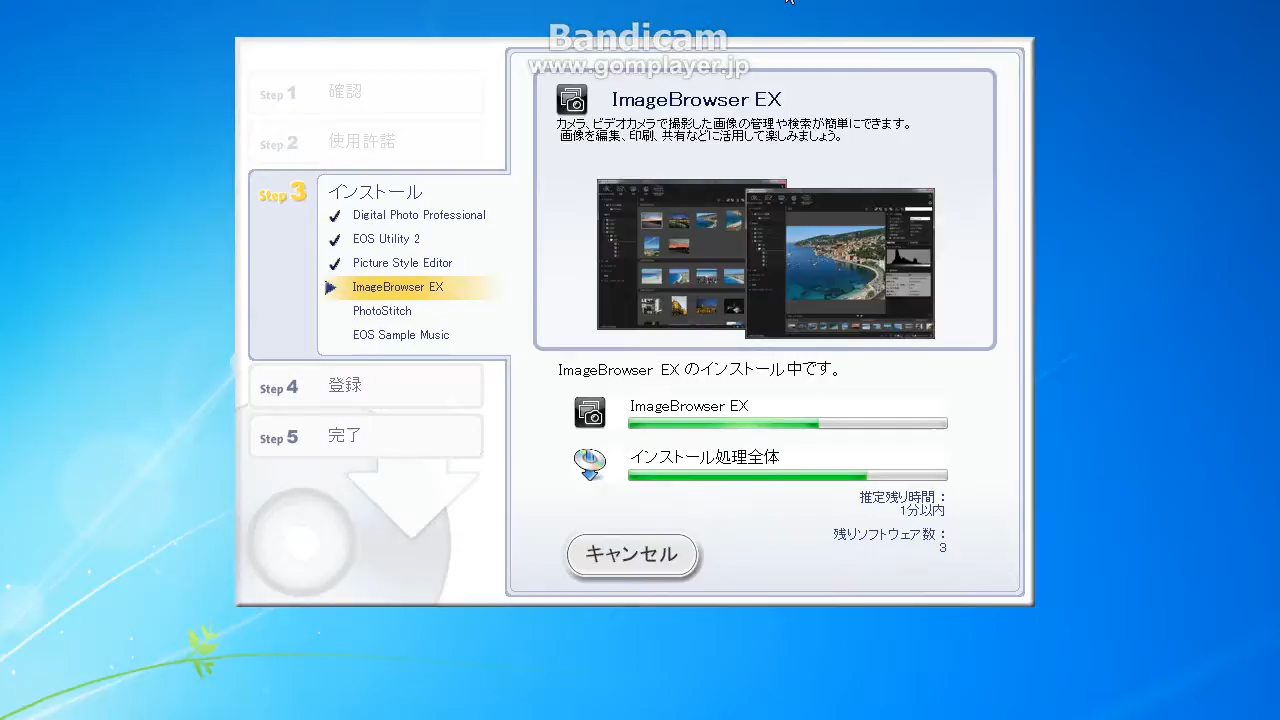 Bandicam
www.gomplayer.jp
Step 1 確認
Step 2 使用許諾
Step 3 インストール
Digital Photo Professional
EOS Utility 2
Picture Style Editor
ImageBrowser EX
PhotoStitch
EOS Sample Music
Step 4 登録
Step 5 完了
ImageBrowser EX
カメラ、ビデオカメラで撮影した画像の管理や検索が簡単にできます。
画像を編集、印刷、共有などに活用して楽しみましょう。
ImageBrowser EX のインストール中です。
ImageBrowser EX
インストール処理全体
推定残り時間：
1分以内
残りソフトウェア数：
3
キャンセル